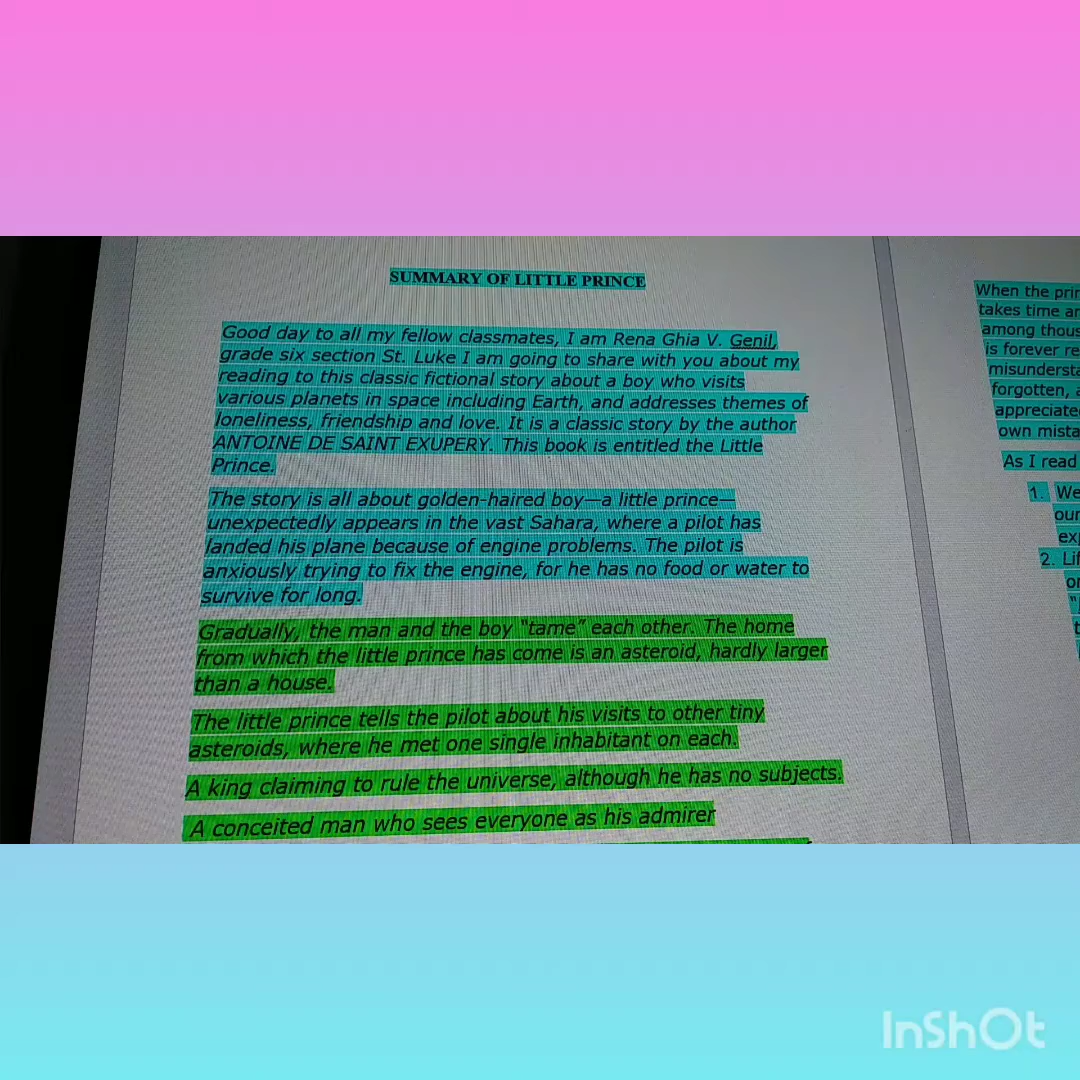 SUMMARY OF LITTLE PRINCE
Good day to all my fellow classmates, I am Rena Ghia V. Genil,
grade six section St. Luke I am going to share with you about my
reading to this classic fictional story about a boy who visits
various planets in space including Earth, and addresses themes of
loneliness, friendship and love. It is a classic story by the author
ANTOINE DE SAINT EXUPERY. This book is entitled the Little
Prince.
The story is all about golden-haired boy—a little prince—
unexpectedly appears in the vast Sahara, where a pilot has
landed his plane because of engine problems. The pilot is
anxiously trying to fix the engine, for he has no food or water to
survive for long.
Gradually, the man and the boy “tame” each other. The home
from which the little prince has come is an asteroid, hardly larger
than a house.
The little prince tells the pilot about his visits to other tiny
asteroids, where he met one single inhabitant on each.
A king claiming to rule the universe, although he has no subjects.
A conceited man who sees everyone as his admirer
When the prin
takes time an
among thous
is forever re
misundersta
forgotten, a
appreciate
own mista
As I read
1. We
our
exp
2. Lif
or
InShOt